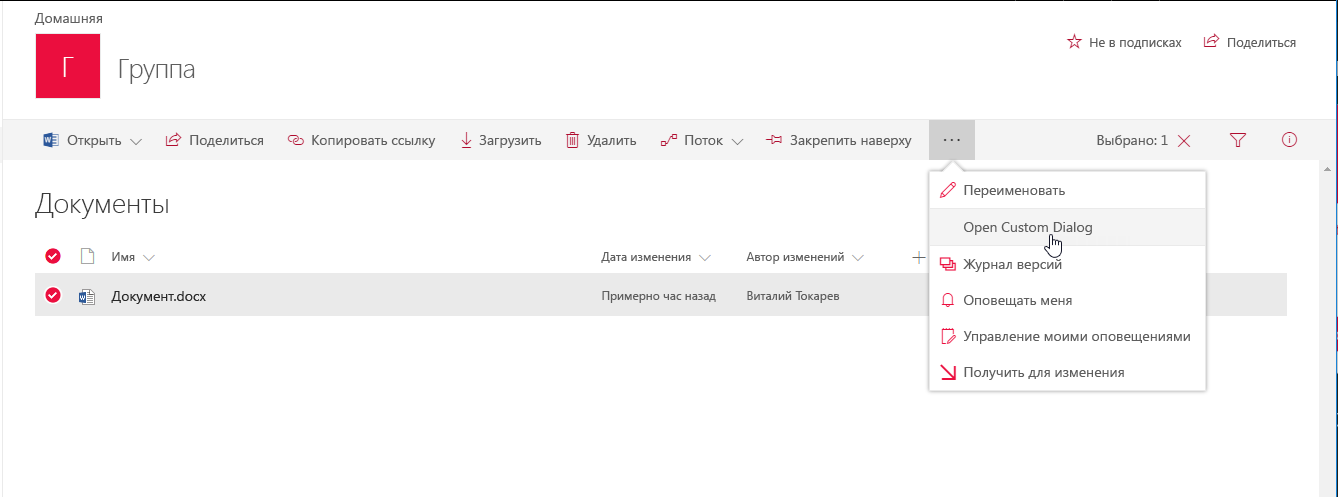 Домашняя
Г
Группа
Не в подписках Поделиться
Открыть Поделиться Копировать ссылку Загрузить Удалить Поток Закрепить наверху ··· Выбрано: 1
Переименовать
Документы
Open Custom Dialog
Имя Дата изменения Автор изменений
Журнал версий
Документ.docx Примерно час назад Виталий Токарев
Оповещать меня
Управление моими оповещениями
Получить для изменения